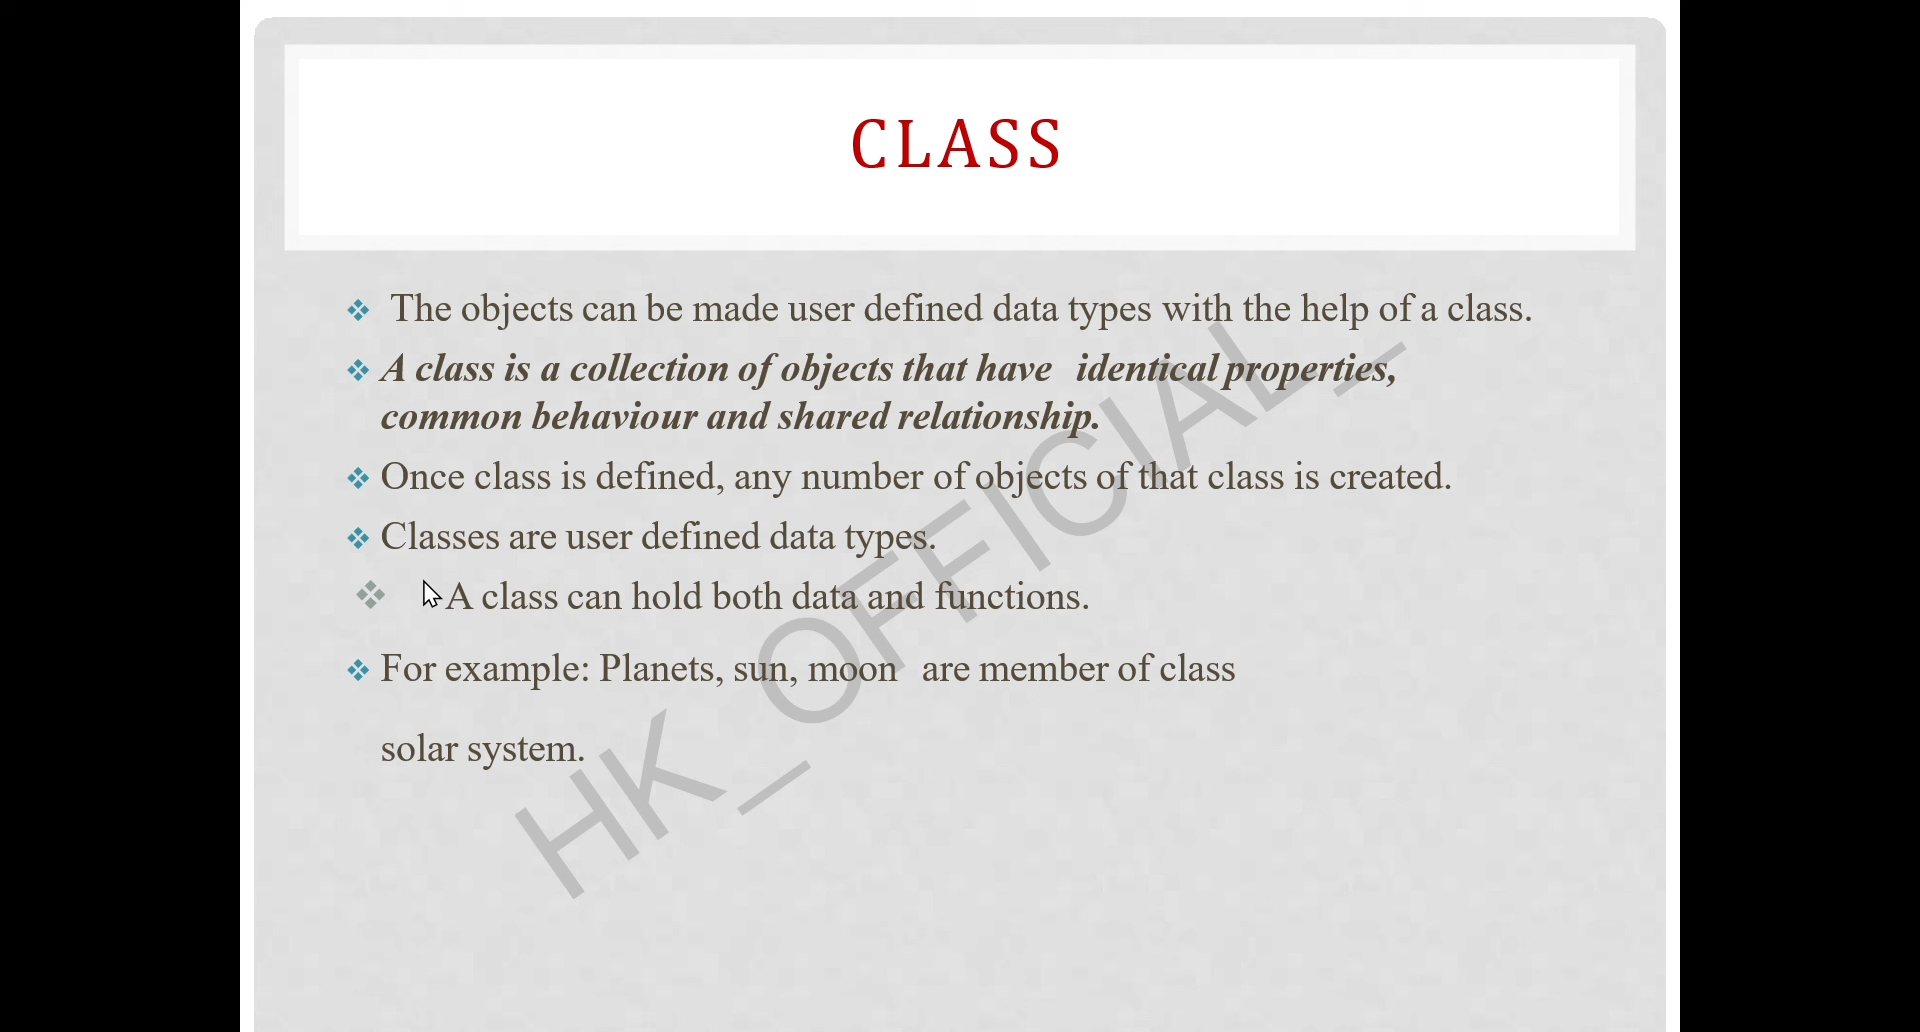 CLASS
The objects can be made user defined data types with the help of a class.
A class is a collection of objects that have identical properties,
common behaviour and shared relationship.
Once class is defined, any number of objects of that class is created.
Classes are user defined data types.
A class can hold both data and functions.
For example: Planets, sun, moon are member of class
solar system.
HK_OFFICIAL_